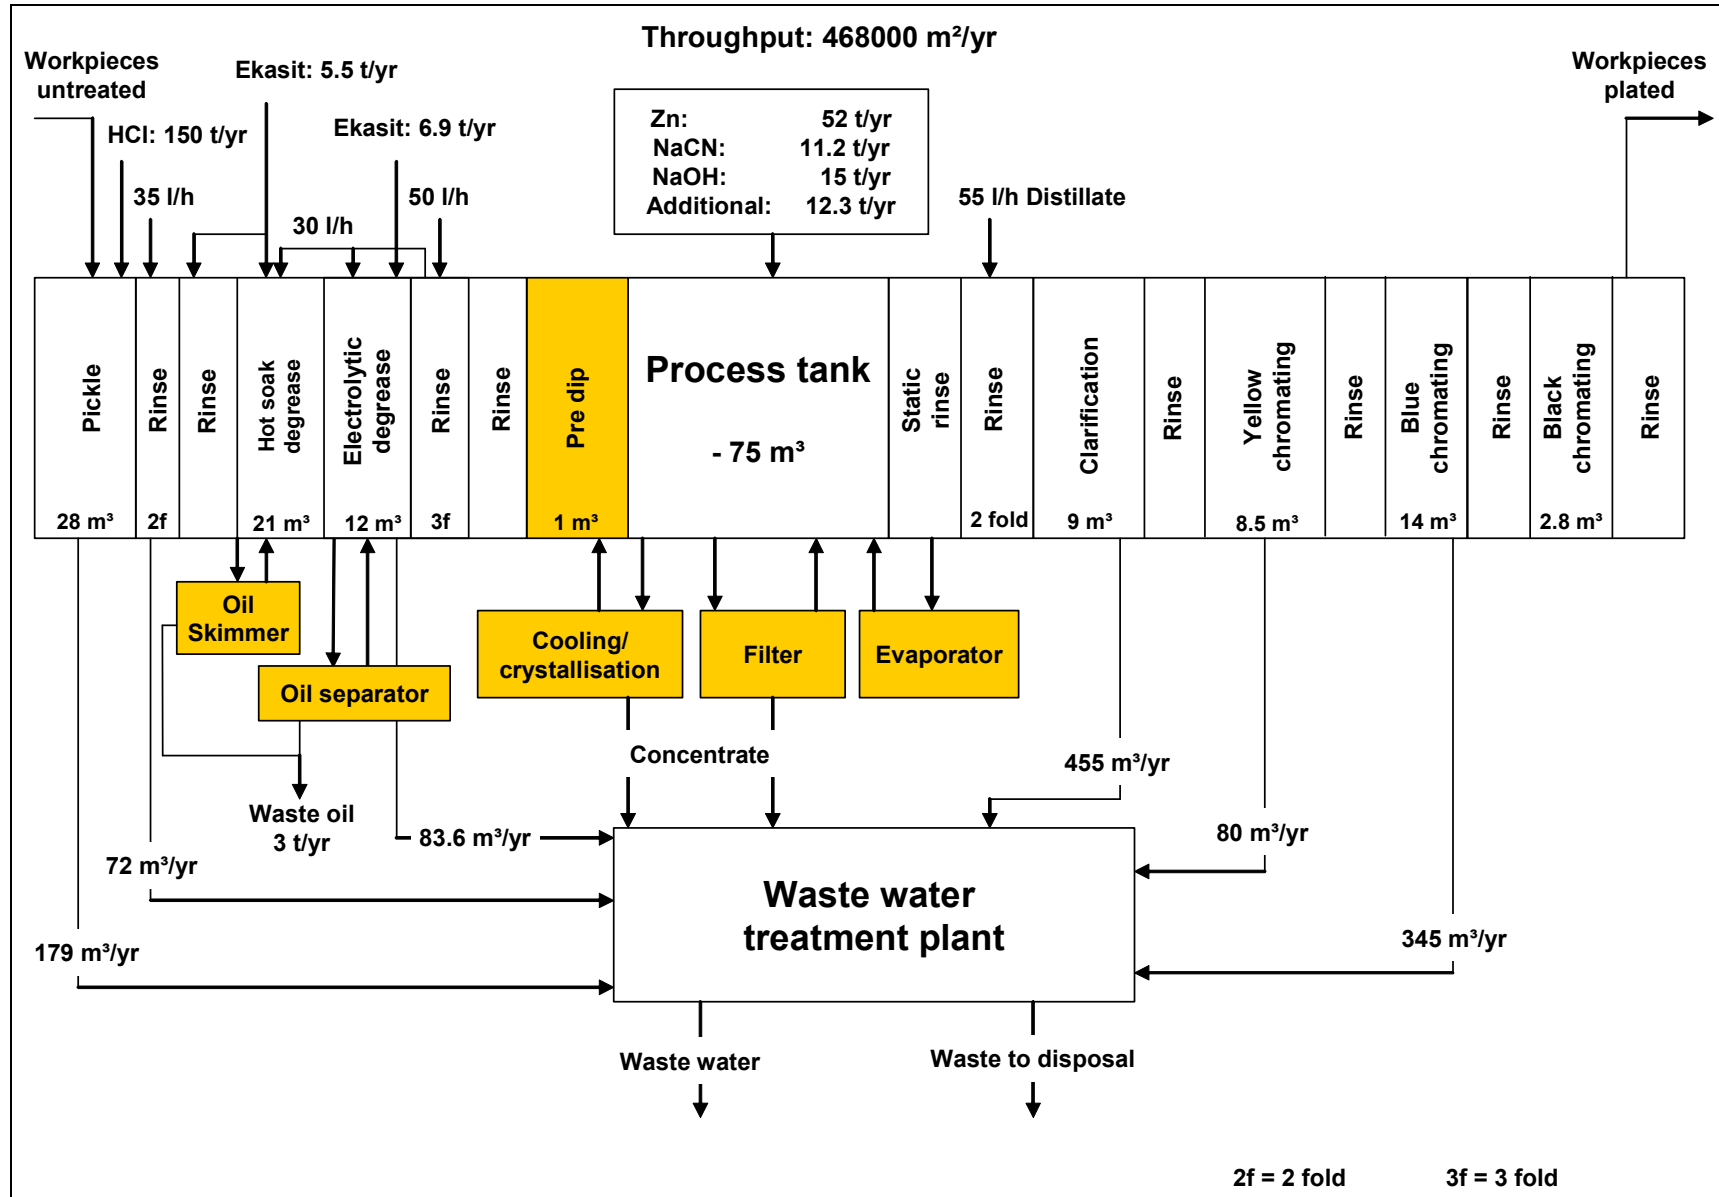 Throughput: 468000 m²/yr
Workpieces
untreated
Ekasit: 5.5 t/yr
Workpieces
plated
HCl: 150 t/yr
Ekasit: 6.9 t/yr
Zn: 52 t/yr
NaCN: 11.2 t/yr
NaOH: 15 t/yr
Additional: 12.3 t/yr
35 l/h
30 l/h
50 l/h
55 l/h Distillate
Pickle
28 m³
Rinse
2f
Rinse
Hot soak
degrease
21 m³
Electrolytic
degrease
12 m³
Rinse
3f
Rinse
Pre dip
1 m³
Process tank
- 75 m³
Static
rinse
Rinse
2 fold
Clarification
9 m³
Rinse
Yellow
chromating
8.5 m³
Rinse
Blue
chromating
14 m³
Rinse
Black
chromating
2.8 m³
Rinse
Oil
Skimmer
Oil separator
Cooling/
crystallisation
Filter
Evaporator
Concentrate
455 m³/yr
Waste oil
3 t/yr
83.6 m³/yr
80 m³/yr
72 m³/yr
179 m³/yr
345 m³/yr
Waste water
treatment plant
Waste water
Waste to disposal
2f = 2 fold
3f = 3 fold